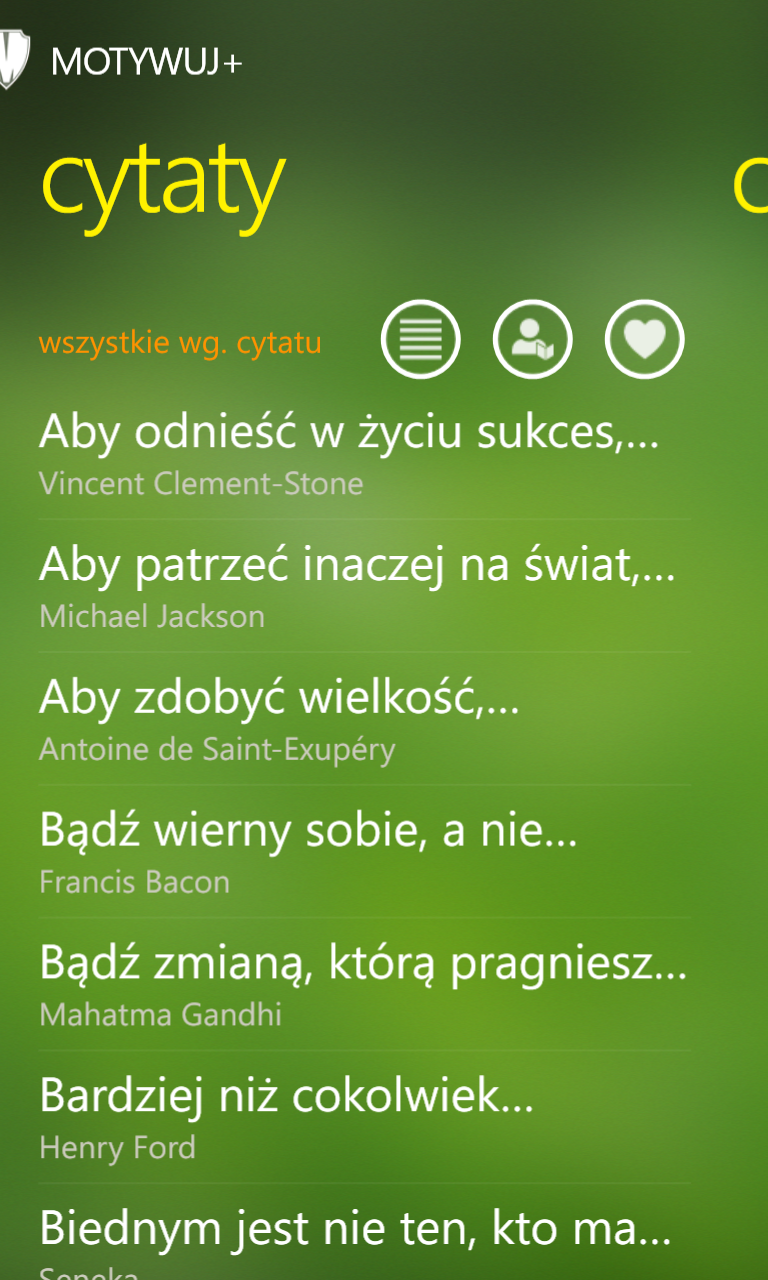 MOTYWUJ+
cytaty
wszystkie wg. cytatu
Aby odnieść w życiu sukces,...
Vincent Clement-Stone
Aby patrzeć inaczej na świat,...
Michael Jackson
Aby zdobyć wielkość,...
Antoine de Saint-Exupéry
Bądź wierny sobie, a nie...
Francis Bacon
Bądź zmianą, którą pragniesz...
Mahatma Gandhi
Bardziej niż cokolwiek...
Henry Ford
Biednym jest nie ten, kto ma...
Seneka